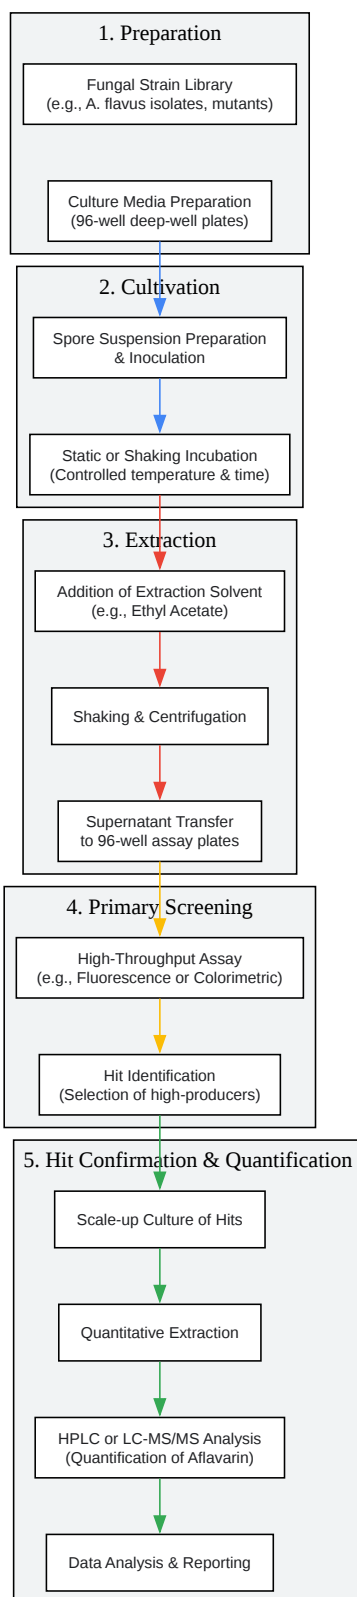 1. Preparation
Fungal Strain Library
(e.g., A. flavus isolates, mutants)
Culture Media Preparation
(96-well deep-well plates)
2. Cultivation
Spore Suspension Preparation
& Inoculation
Static or Shaking Incubation
(Controlled temperature & time)
3. Extraction
Addition of Extraction Solvent
(e.g., Ethyl Acetate)
Shaking & Centrifugation
Supernatant Transfer
to 96-well assay plates
4. Primary Screening
High-Throughput Assay
(e.g., Fluorescence or Colorimetric)
Hit Identification
(Selection of high-producers)
5. Hit Confirmation & Quantification
Scale-up Culture of Hits
Quantitative Extraction
HPLC or LC-MS/MS Analysis
(Quantification of Aflavarin)
Data Analysis & Reporting